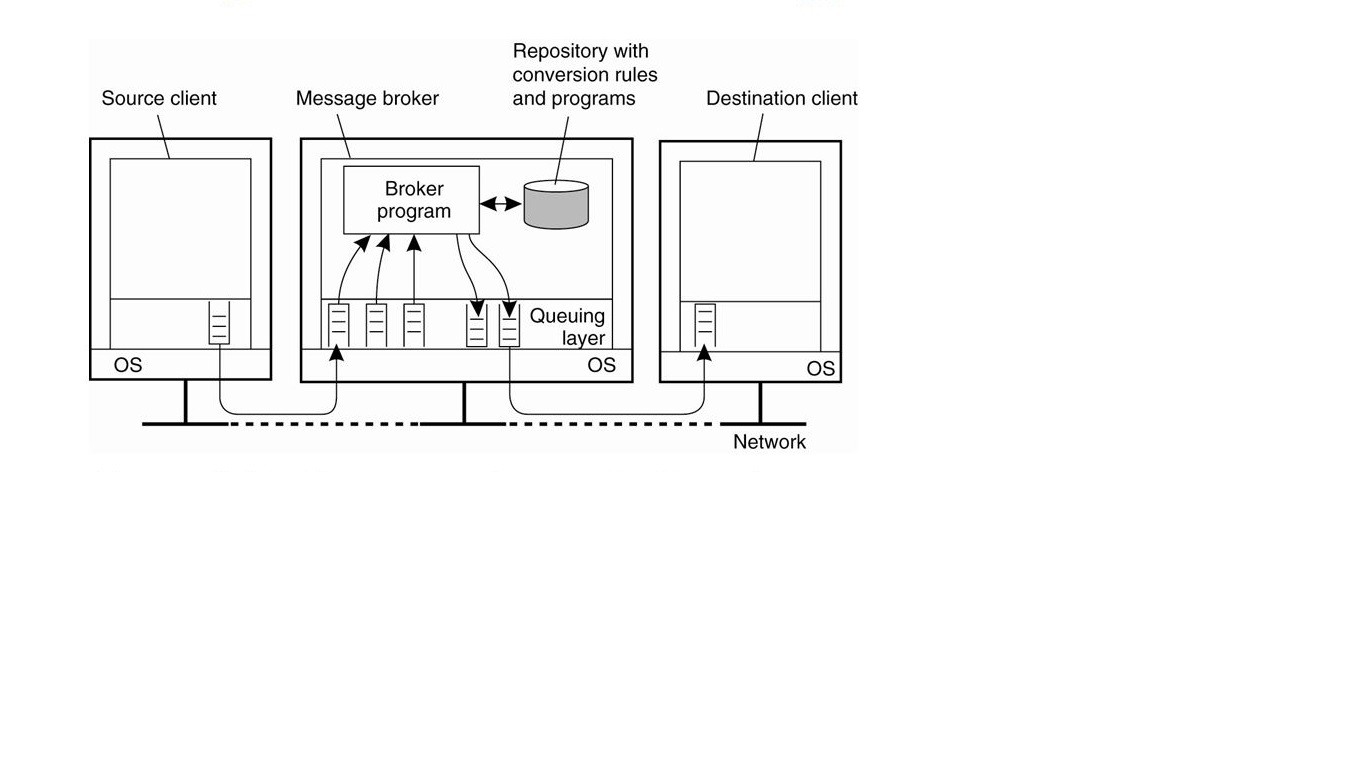 Repository with
conversion rules
and programs
Source client
Message broker
Destination client
Broker
program
Queuing
layer
OS
OS
OS
Network